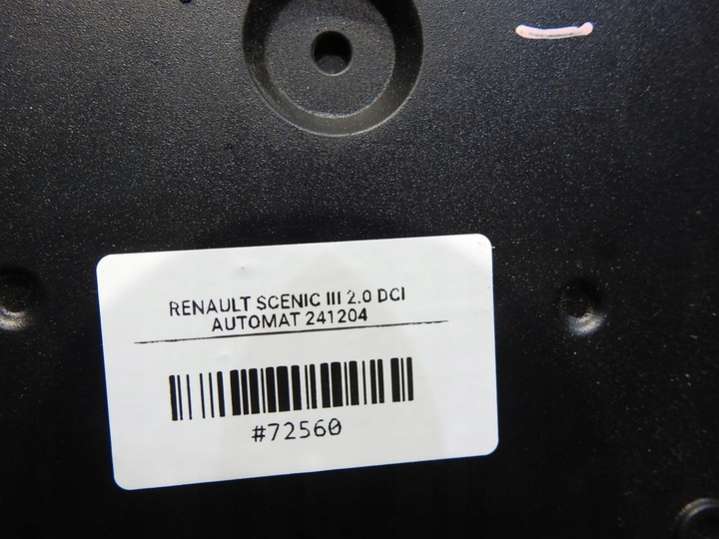 RENAULT SCENIC III 2.0 DCI
AUTOMAT 241204
#72560